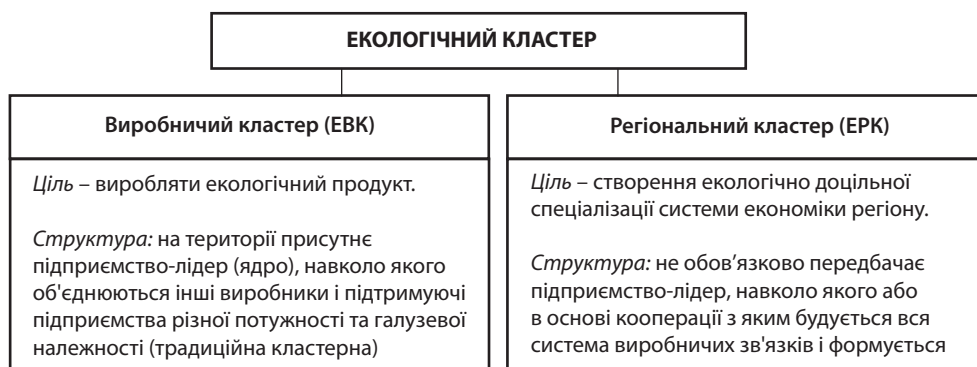 ЕКОЛОГІЧНИЙ КЛАСТЕР
Виробничий кластер (ЕВК)
Ціль – виробляти екологічний продукт.
Структура: на території присутнє
підприємство-лідер (ядро), навколо якого
об'єднюються інші виробники і підтримуючі
підприємства різної потужності та галузевої
належності (традиційна кластерна)
Регіональний кластер (ЕРК)
Ціль – створення екологічно доцільної
спеціалізації системи економіки регіону.
Структура: не обов’язково передбачає
підприємство-лідер, навколо якого або
в основі кооперації з яким будується вся
система виробничих зв'язків і формується